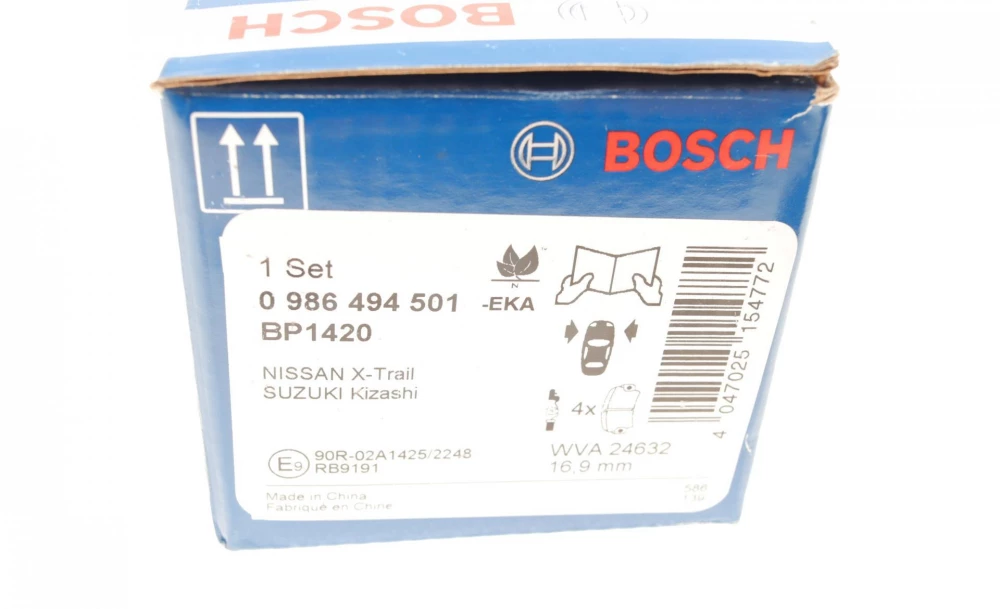 BOSCH
BOSCH
1 Set
0 986 494 501 -EKA
BP1420
NISSAN X-Trail
SUZUKI Kizashi
N
4x
E9
90R-02A1425/2248
RB9191
WVA 24632
16,9 mm
Made in China
Fabriqué en Chine
4 047025 154772